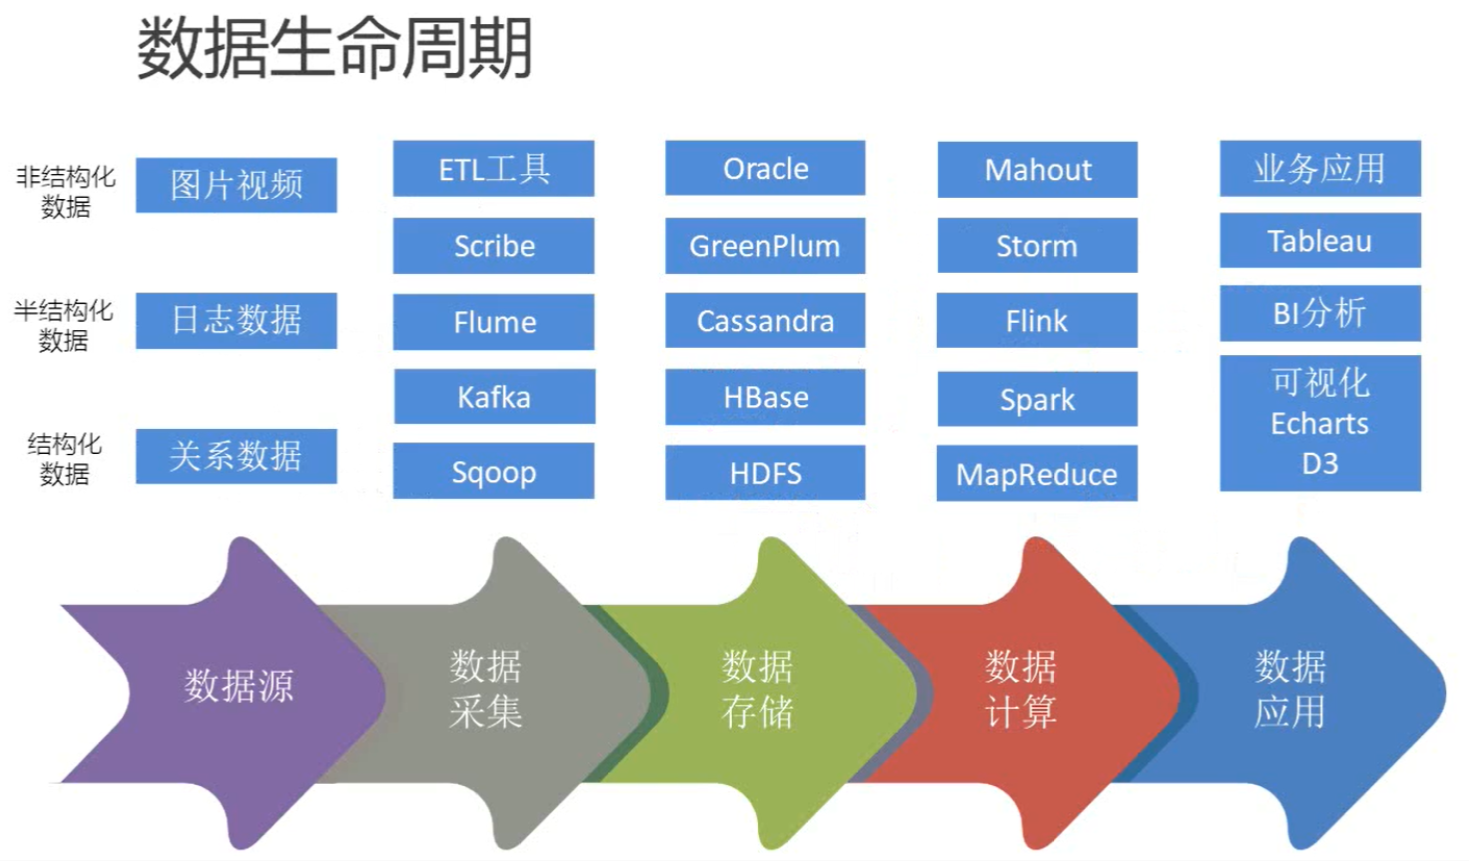 数据生命周期
非结构化
数据
图片视频
半结构化
数据
日志数据
结构化
数据
关系数据
ETL工具
Scribe
Flume
Kafka
Sqoop
Oracle
GreenPlum
Cassandra
HBase
HDFS
Mahout
Storm
Flink
Spark
MapReduce
业务应用
Tableau
BI分析
可视化
Echarts
D3
数据源
数据
采集
数据
存储
数据
计算
数据
应用